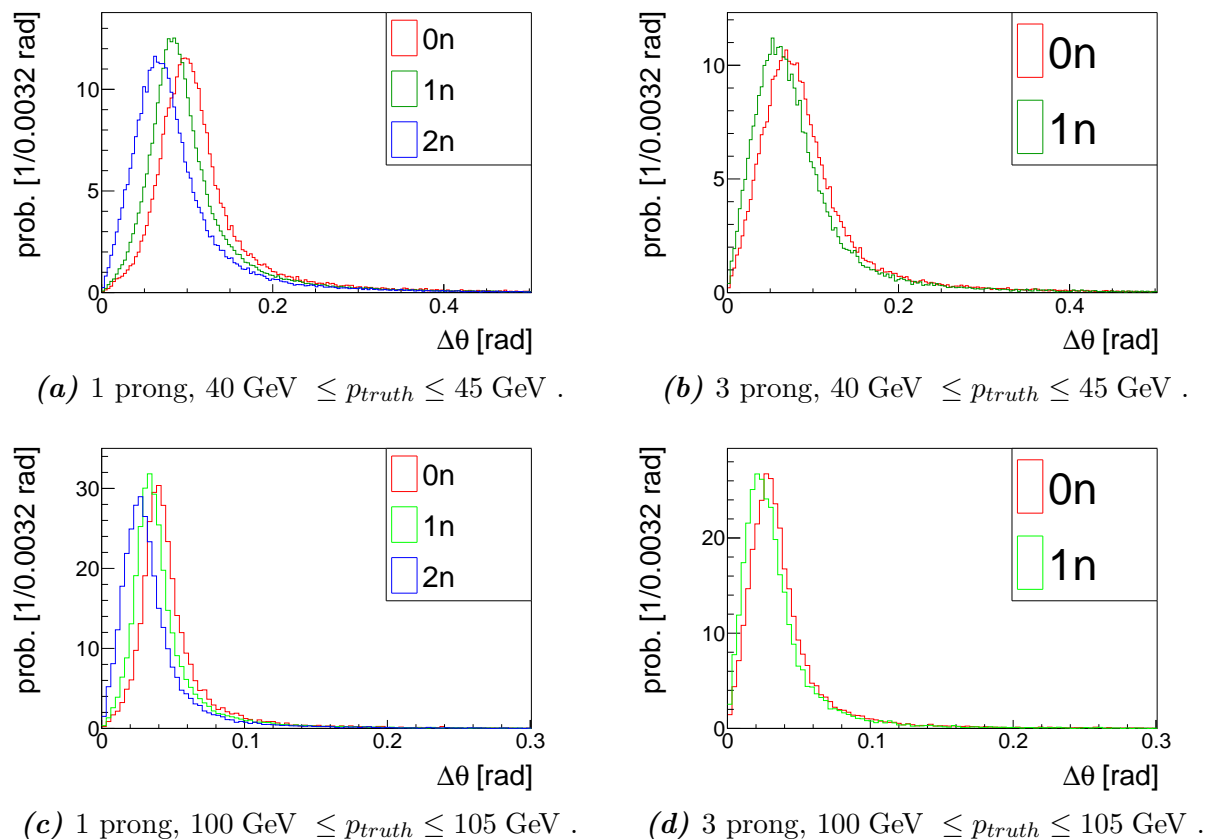 prob. [1/0.0032 rad]
10
5
0
0
0.2
0.4
Δθ [rad]
0n
1n
2n
(a) 1 prong, 40 GeV ≤ p_truth ≤ 45 GeV .
prob. [1/0.0032 rad]
10
5
0
0
0.2
0.4
Δθ [rad]
0n
1n
(b) 3 prong, 40 GeV ≤ p_truth ≤ 45 GeV .
prob. [1/0.0032 rad]
30
20
10
0
0
0.1
0.2
0.3
Δθ [rad]
0n
1n
2n
(c) 1 prong, 100 GeV ≤ p_truth ≤ 105 GeV .
prob. [1/0.0032 rad]
20
10
0
0
0.1
0.2
0.3
Δθ [rad]
0n
1n
(d) 3 prong, 100 GeV ≤ p_truth ≤ 105 GeV .